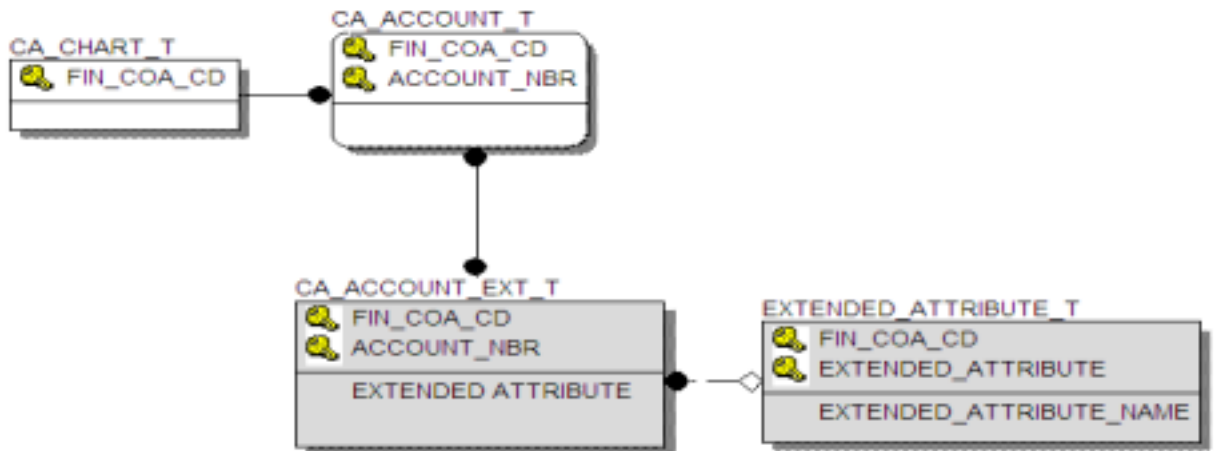 CA_CHART_T
FIN_COA_CD
CA_ACCOUNT_T
FIN_COA_CD
ACCOUNT_NBR
CA_ACCOUNT_EXT_T
FIN_COA_CD
ACCOUNT_NBR
EXTENDED ATTRIBUTE
EXTENDED_ATTRIBUTE_T
FIN_COA_CD
EXTENDED_ATTRIBUTE
EXTENDED_ATTRIBUTE_NAME